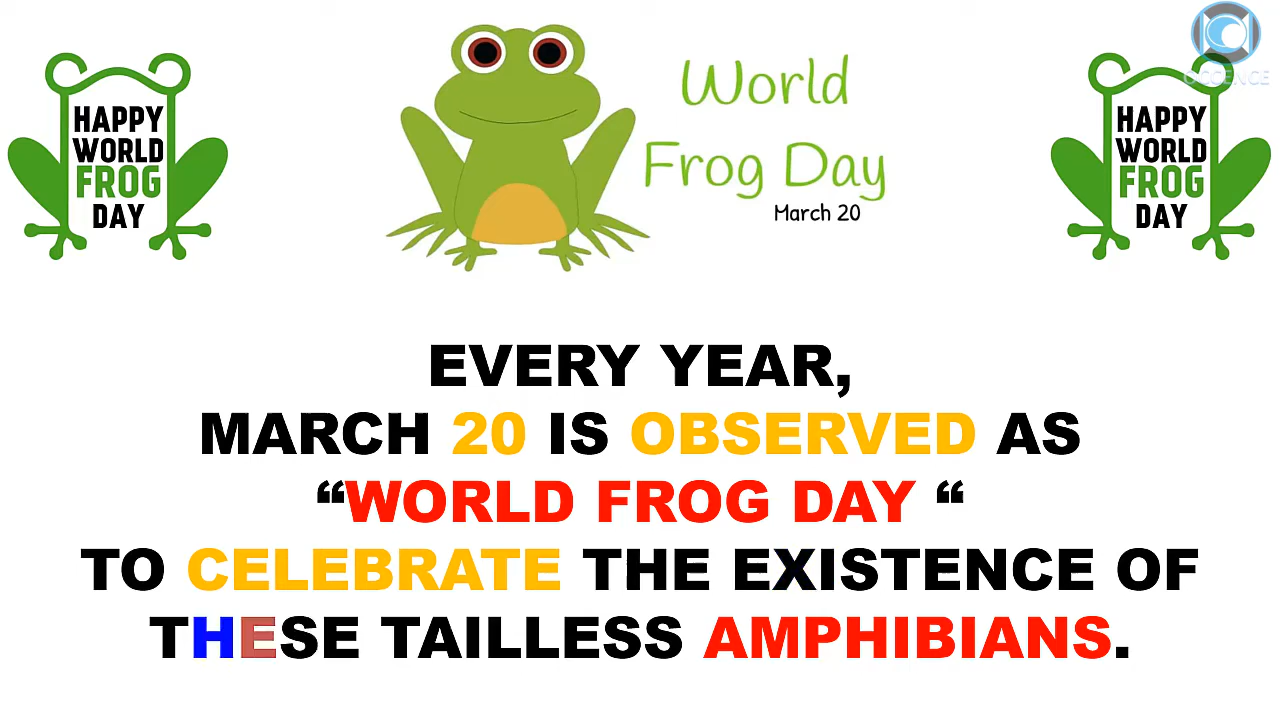 HAPPY
WORLD
FROG
DAY
World
Frog Day
March 20
HAPPY
WORLD
FROG
DAY
OCCENCE
EVERY YEAR,
MARCH 20 IS OBSERVED AS
“WORLD FROG DAY “
TO CELEBRATE THE EXISTENCE OF
THESE TAILLESS AMPHIBIANS.